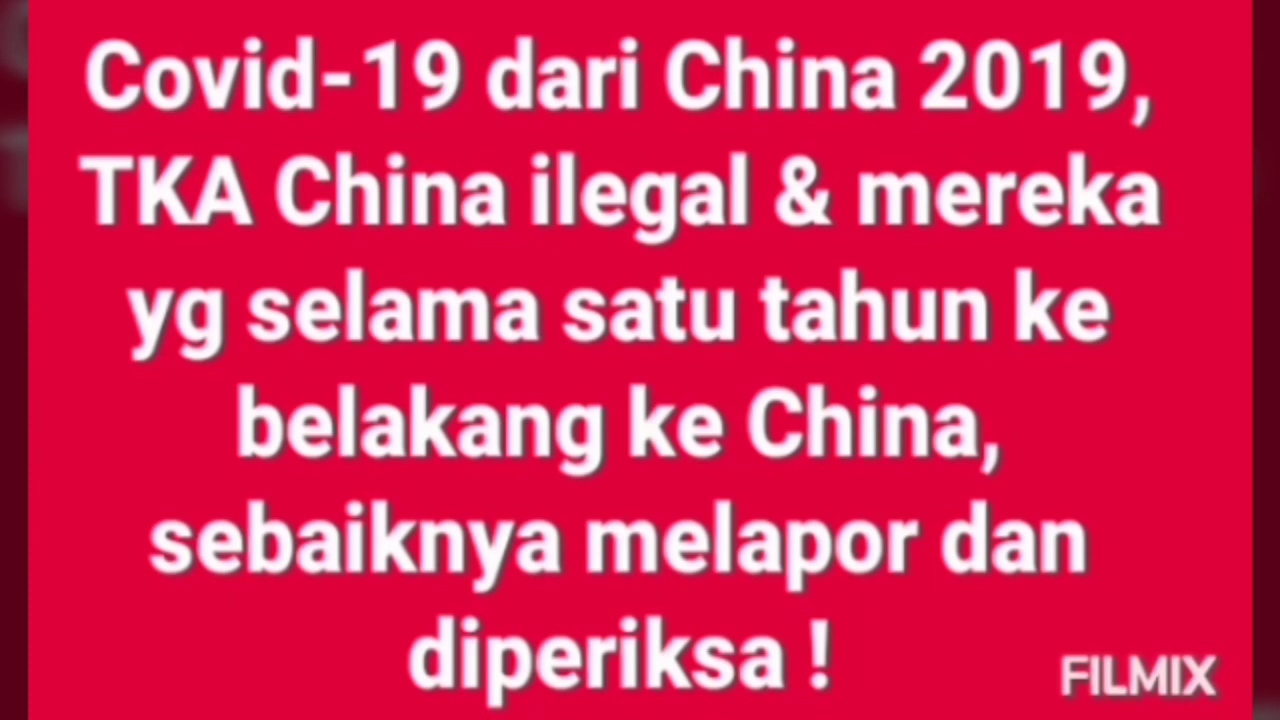 Covid-19 dari China 2019,
TKA China ilegal & mereka
yg selama satu tahun ke
belakang ke China,
sebaiknya melapor dan
diperiksa !
FILMIX